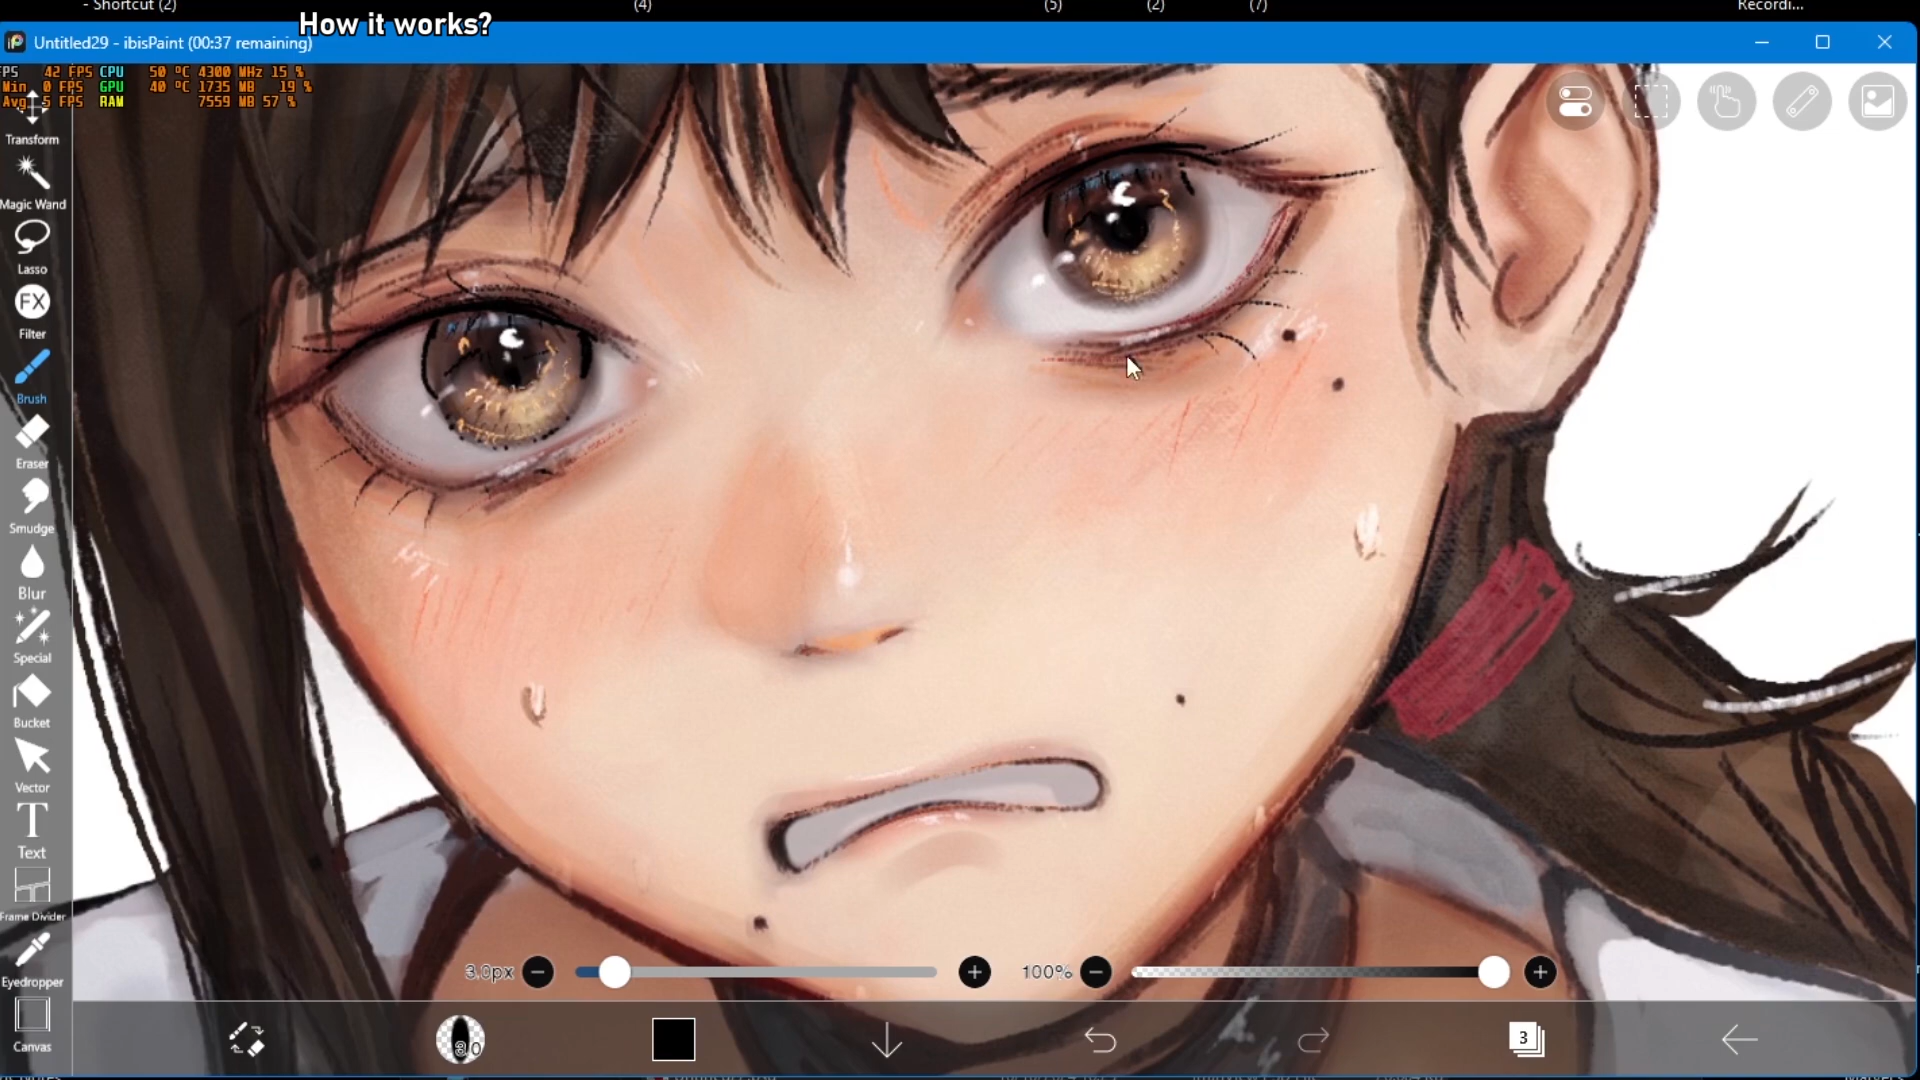 - Shortcut (2) (4) (5) (2) (7) Recordi...
How it works?
Untitled29 - ibisPaint (00:37 remaining)
FPS 42 FPS CPU 50 °C 4300 MHz 15 %
Min 0 FPS GPU 40 °C 1735 MB 19 %
Avg 5 FPS RAM 7559 MB 57 %
Transform
Magic Wand
Lasso
FX
Filter
Brush
Eraser
Smudge
Blur
Special
Bucket
Vector
T
Text
Frame Divider
Eyedropper
Canvas
3.0px
100%
3.0
3